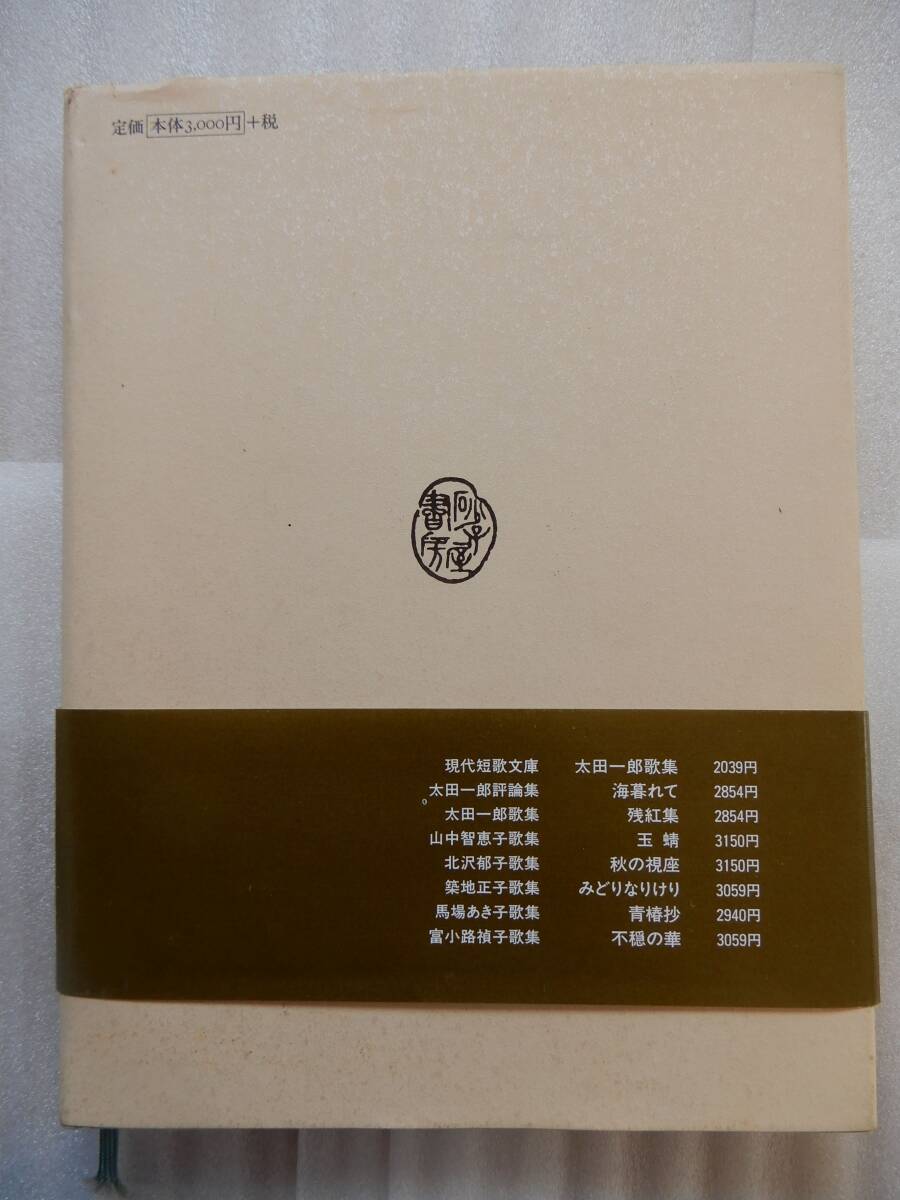 定価 本体3,000円 +税
砂子屋書房
現代短歌文庫 太田一郎歌集 2039円
太田一郎評論集 海暮れて 2854円
太田一郎歌集 残紅集 2854円
山中智恵子歌集 玉蜻 3150円
北沢郁子歌集 秋の視座 3150円
築地正子歌集 みどりなりけり 3059円
馬場あき子歌集 青椿抄 2940円
富小路禎子歌集 不穏の華 3059円